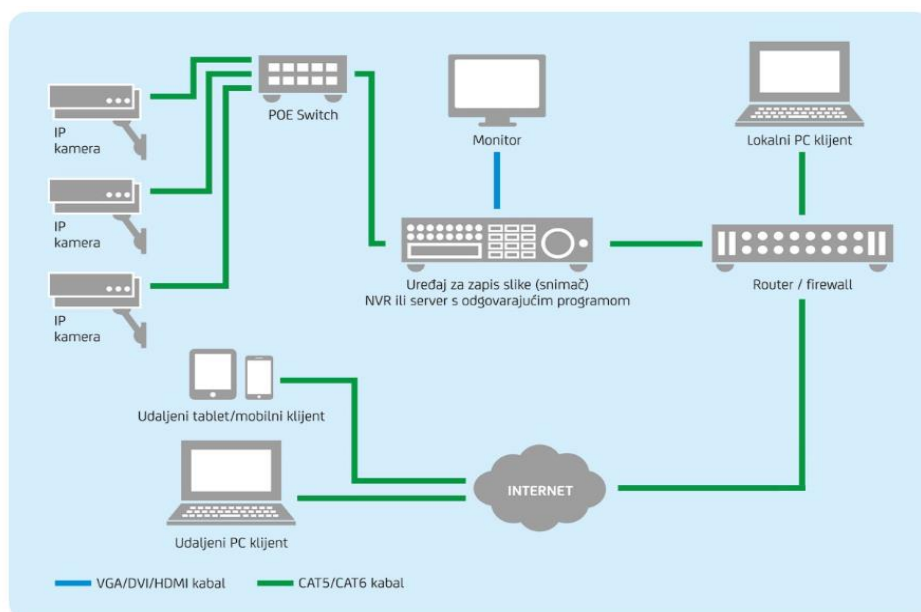 POE Switch
IP
kamera
IP
kamera
IP
kamera
Monitor
Lokalni PC klijent
Uređaj za zapis slike (snimač)
NVR ili server s odgovarajućim programom
Router / firewall
Udaljeni tablet/mobilni klijent
INTERNET
Udaljeni PC klijent
VGA/DVI/HDMI kabal
CAT5/CAT6 kabal